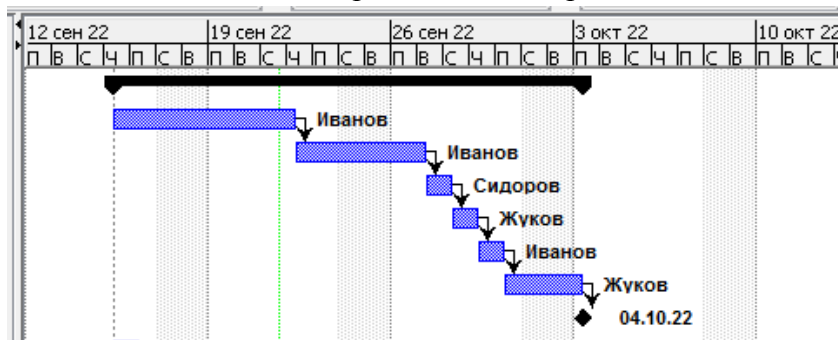 12 сен 22 19 сен 22 26 сен 22 3 окт 22 10 окт 22
П В С Ч П С В П В С Ч П С В П В С Ч П С В П В С Ч П С В П В С Ч
Иванов
Иванов
Сидоров
Жуков
Иванов
Жуков
04.10.22